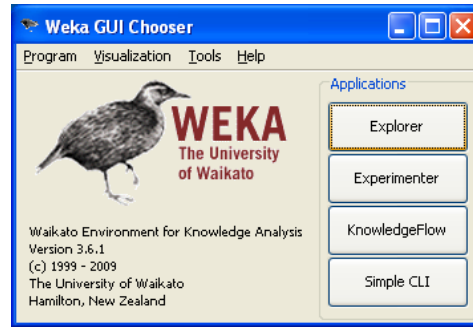 Weka GUI Chooser
Program Visualization Tools Help
WEKA
The University
of Waikato
Waikato Environment for Knowledge Analysis
Version 3.6.1
(c) 1999 - 2009
The University of Waikato
Hamilton, New Zealand
Applications
Explorer
Experimenter
KnowledgeFlow
Simple CLI